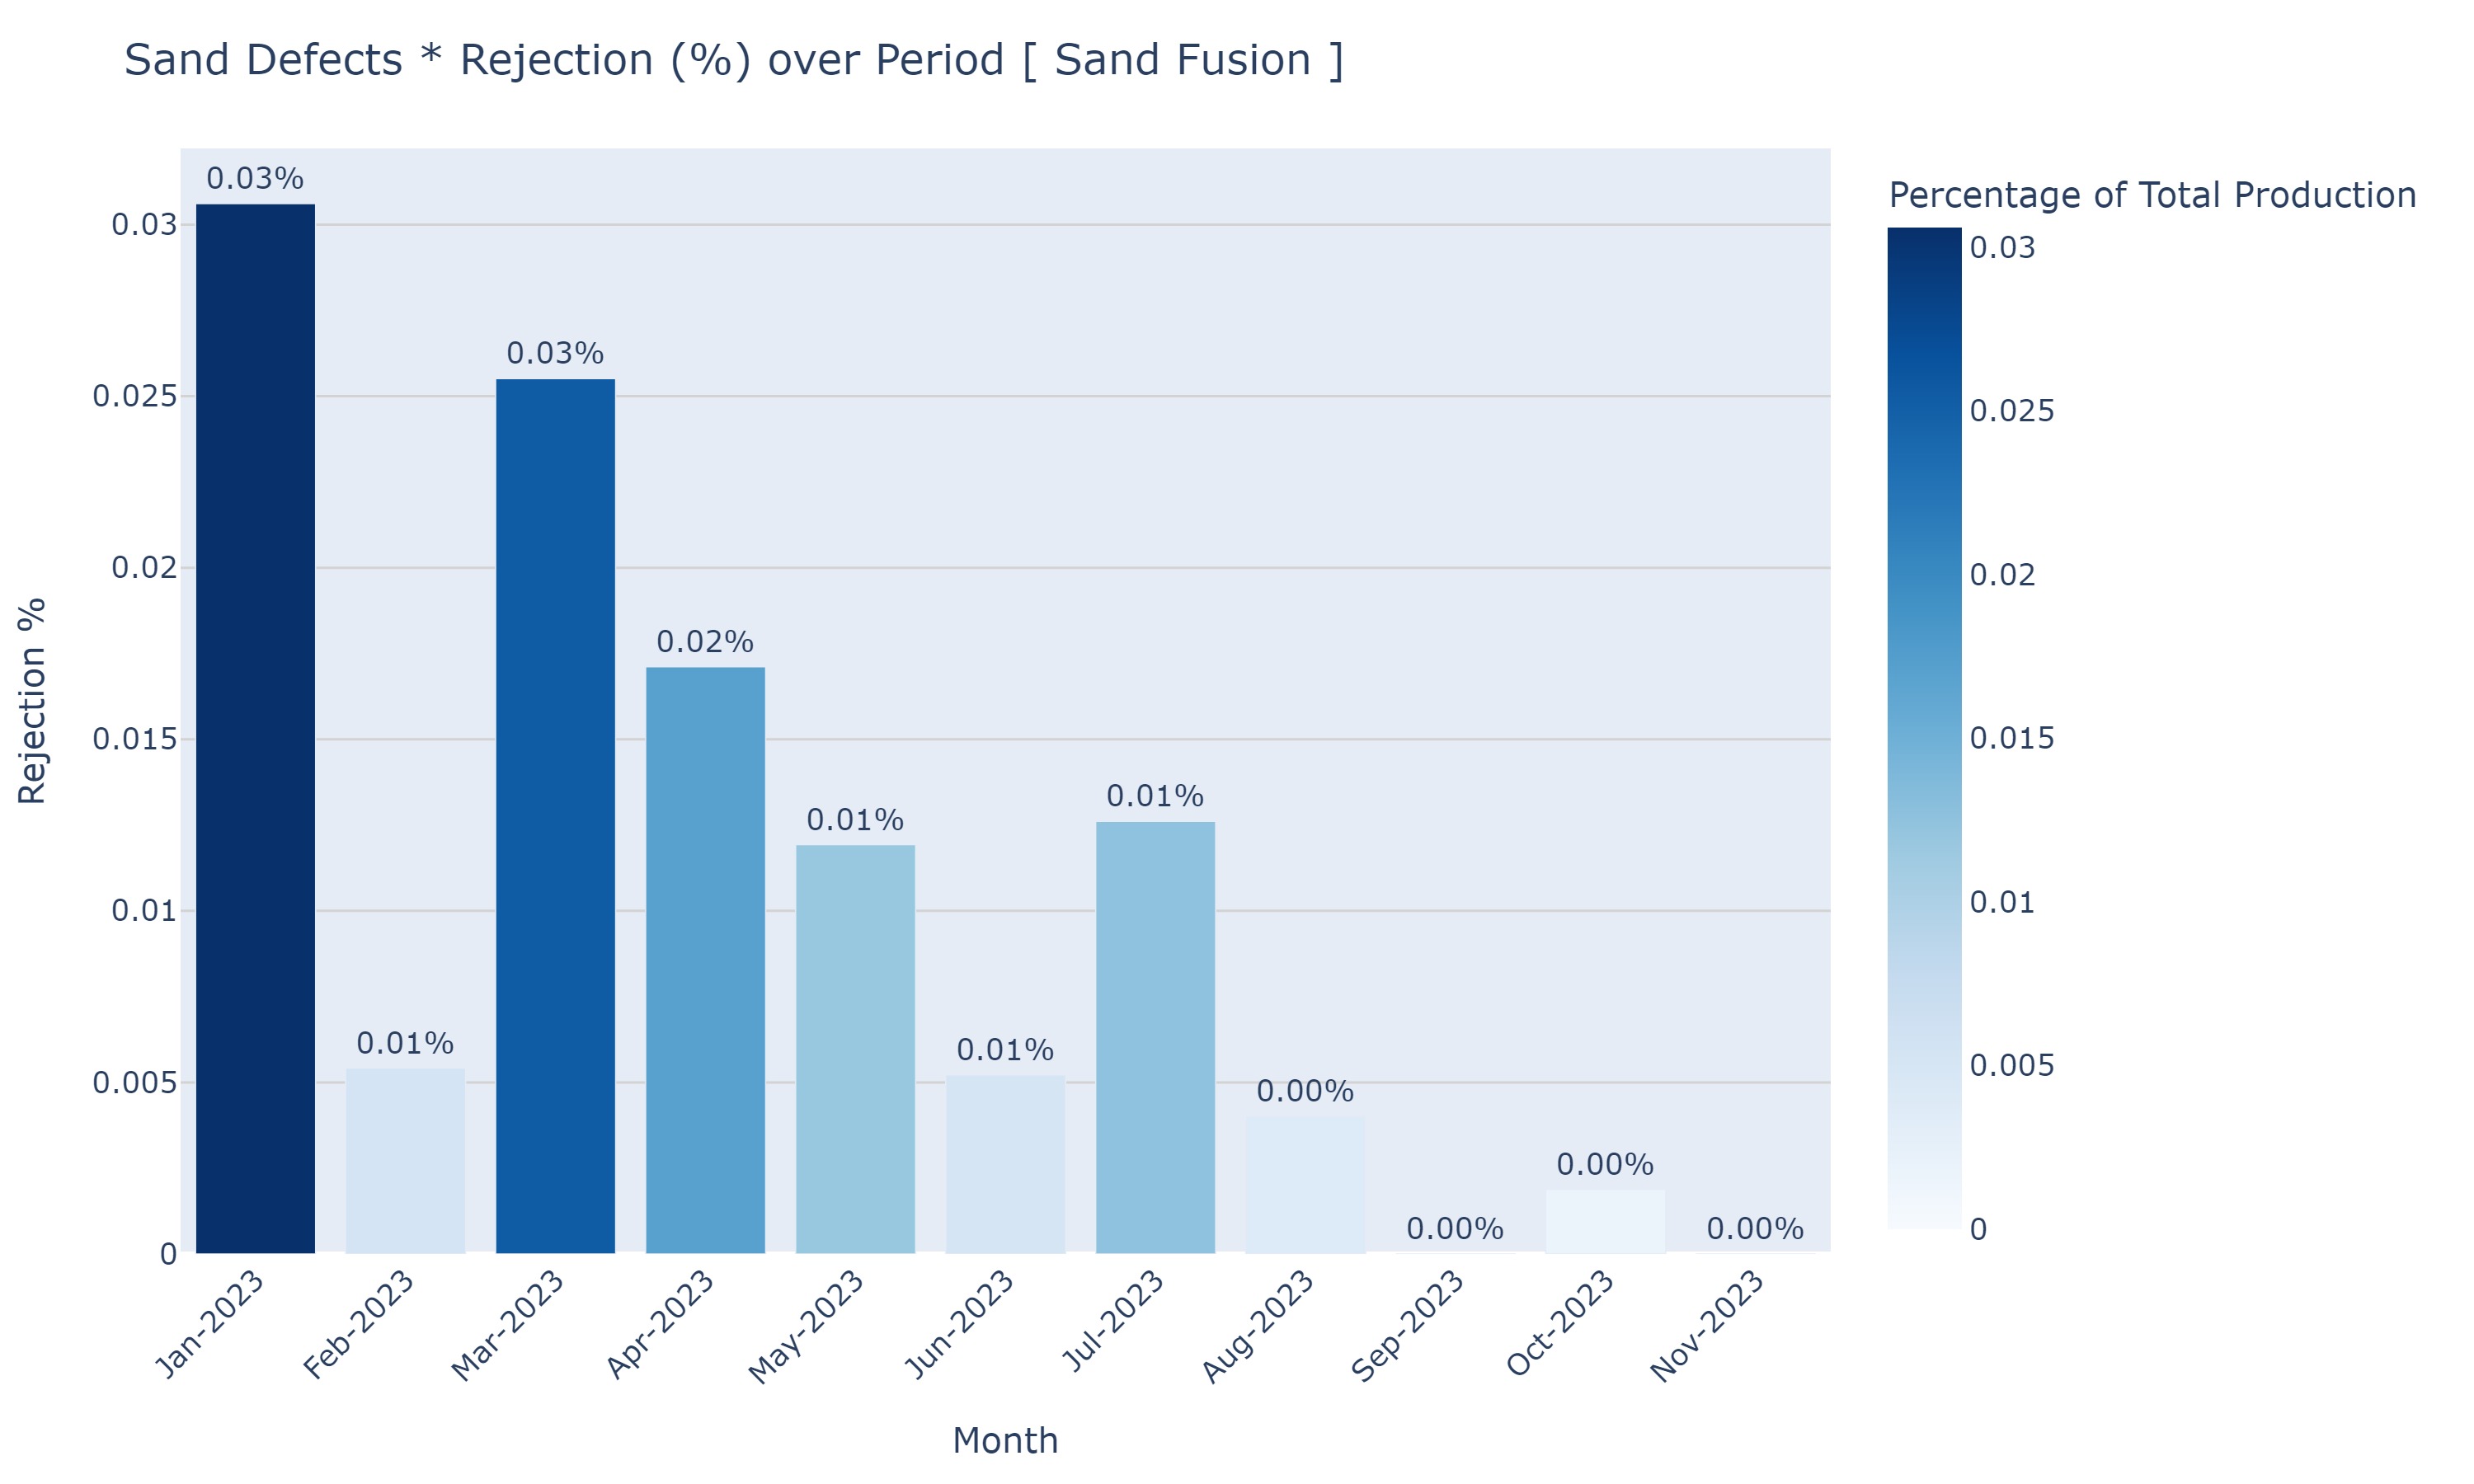 Sand Defects * Rejection (%) over Period [ Sand Fusion ]
Rejection %
0.03
0.025
0.02
0.015
0.01
0.005
0
0.03%
0.01%
0.03%
0.02%
0.01%
0.01%
0.01%
0.00%
0.00%
0.00%
0.00%
Jan-2023
Feb-2023
Mar-2023
Apr-2023
May-2023
Jun-2023
Jul-2023
Aug-2023
Sep-2023
Oct-2023
Nov-2023
Month
Percentage of Total Production
0.03
0.025
0.02
0.015
0.01
0.005
0